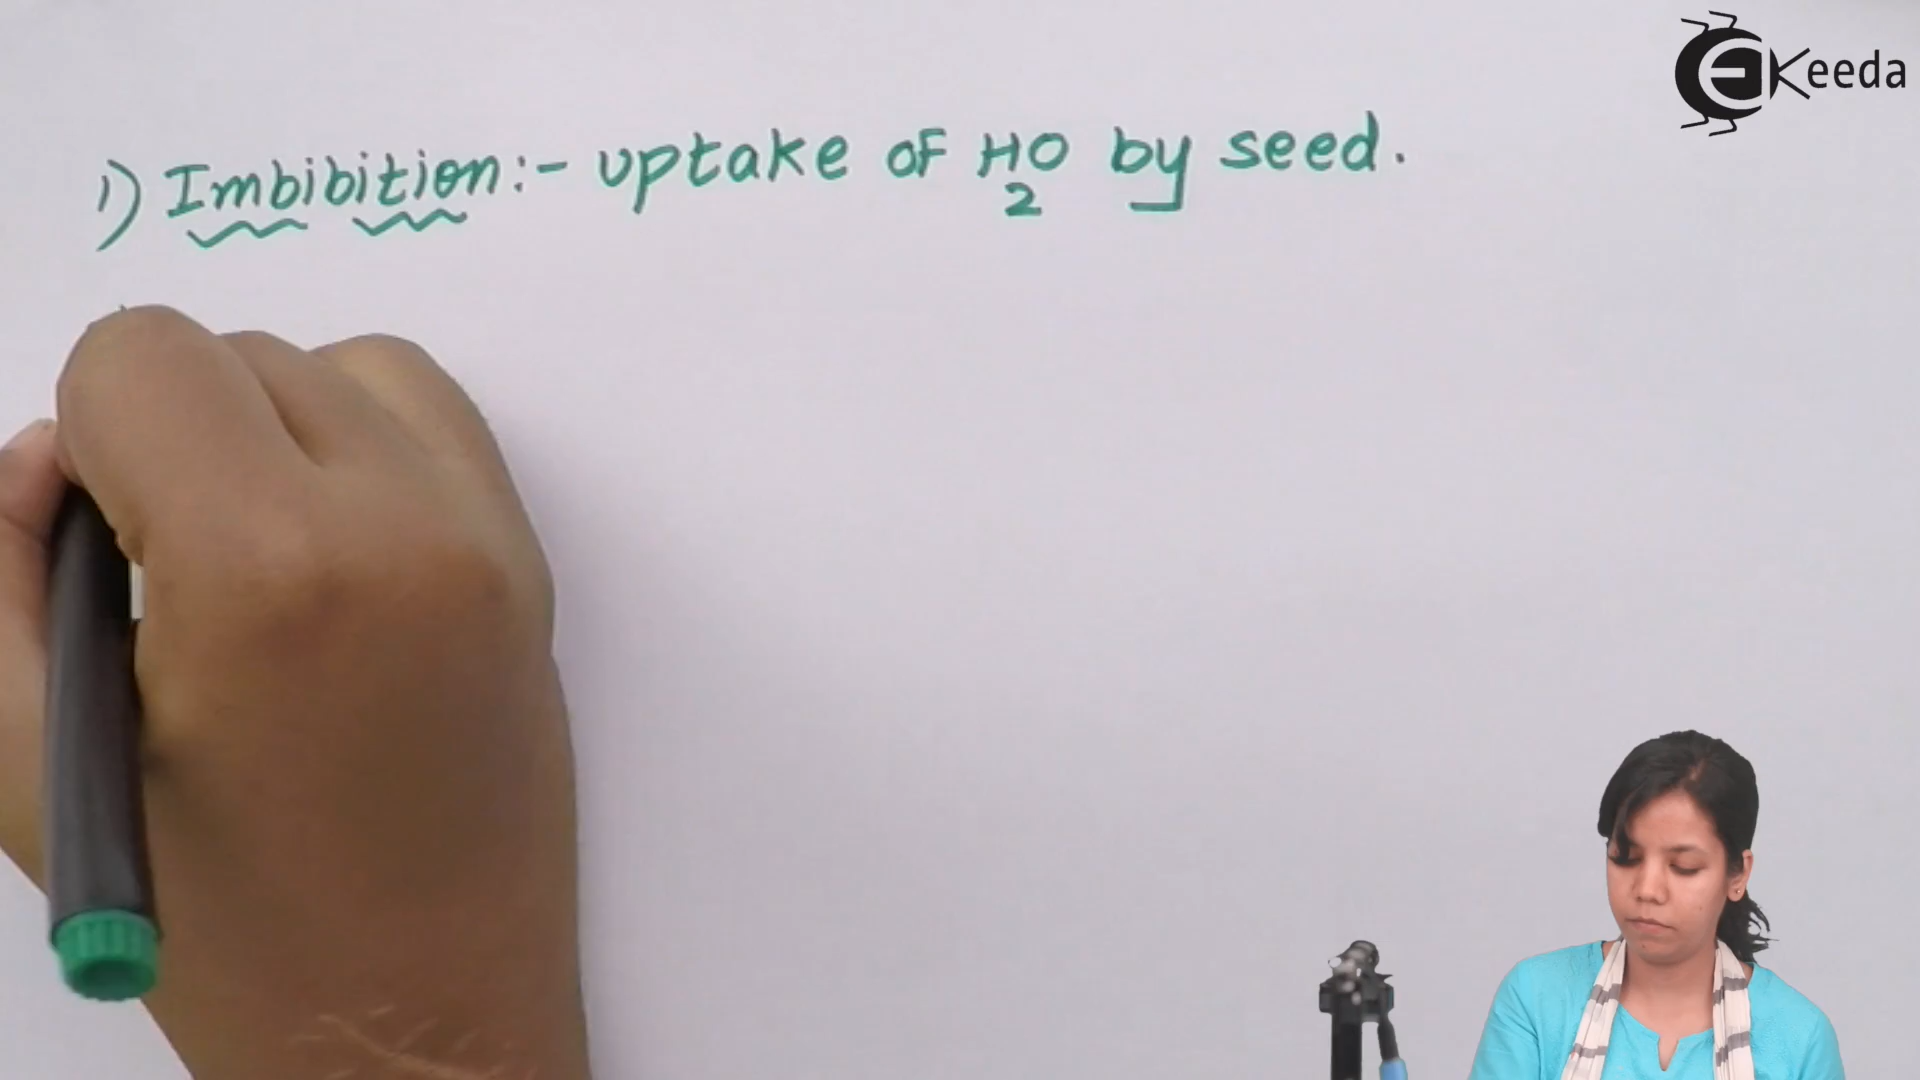 EKeeda
1) Imbibition:- uptake of H2O by seed.